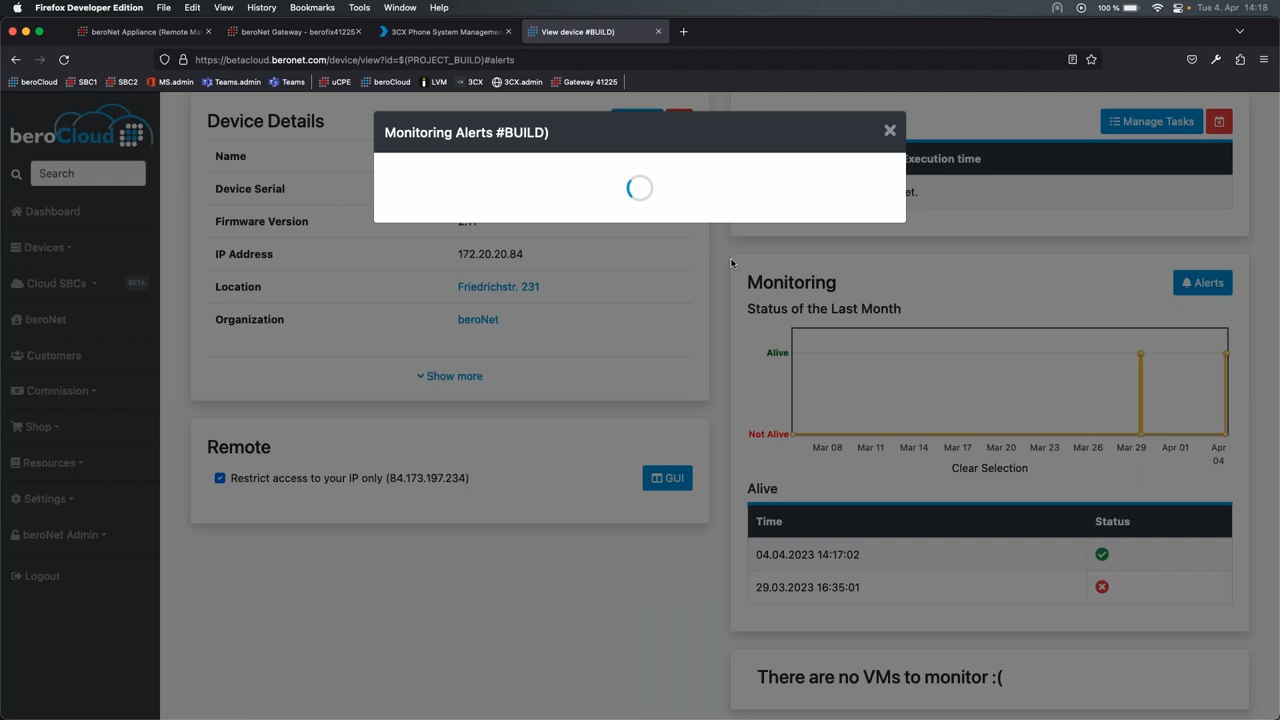 Firefox Developer Edition File Edit View History Bookmarks Tools Window Help 100 % Tue 4. Apr 14:18
beroNet Appliance (Remote Ma beroNet Gateway - berofix41225 3CX Phone System Managemen View device #BUILD)
https://betacloud.beronet.com/device/view?id=$(PROJECT_BUILD)#alerts
beroCloud SBC1 SBC2 MS.admin Teams.admin Teams uCPE beroCloud LVM 3CX 3CX.admin Gateway 41225
beroCloud
Search
Dashboard
Devices
Cloud SBCs BETA
beroNet
Customers
Commission
Shop
Resources
Settings
beroNet Admin
Logout
Monitoring Alerts #BUILD)
Device Details
Name
Device Serial
Firmware Version
IP Address 172.20.20.84
Location Friedrichstr. 231
Organization beroNet
Show more
Remote
Restrict access to your IP only (84.173.197.234) GUI
Manage Tasks
Execution time
et.
Monitoring Alerts
Status of the Last Month
Alive
Not Alive
Mar 08 Mar 11 Mar 14 Mar 17 Mar 20 Mar 23 Mar 26 Mar 29 Apr 01 Apr 04
Clear Selection
Alive
Time Status
04.04.2023 14:17:02
29.03.2023 16:35:01
There are no VMs to monitor :(